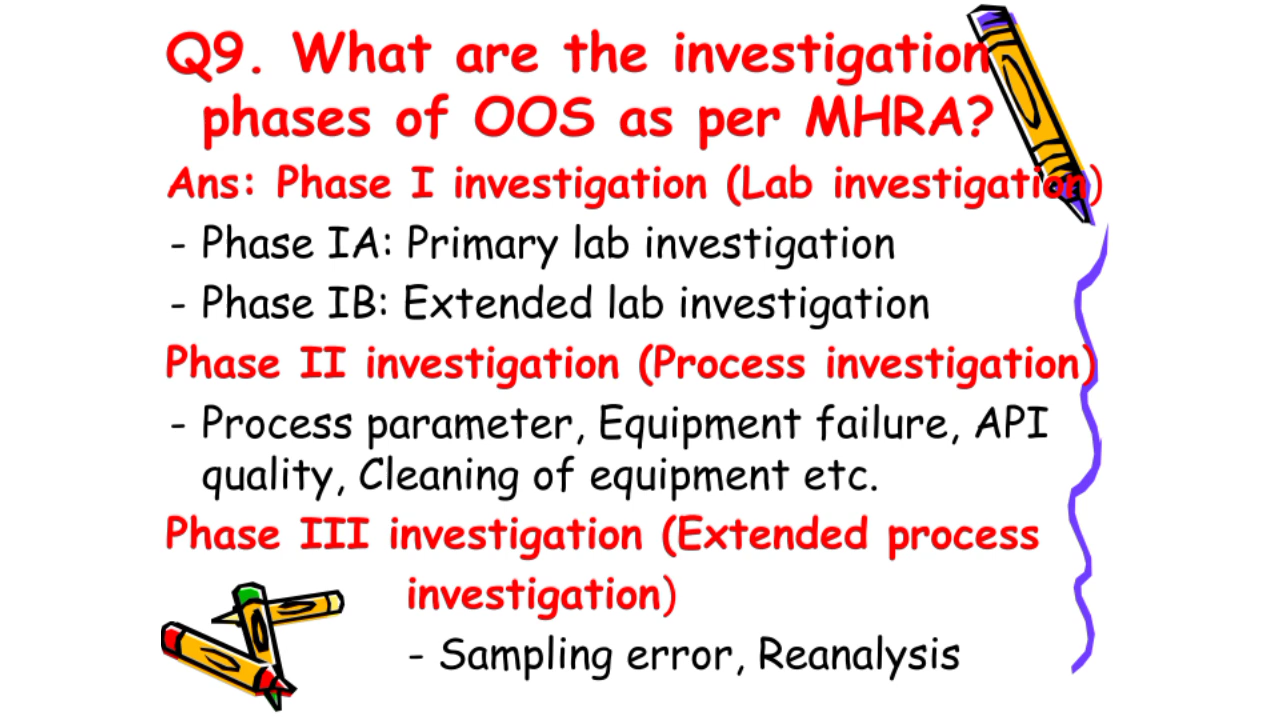 Q9. What are the investigation
phases of OOS as per MHRA?
Ans: Phase I investigation (Lab investigation)
- Phase IA: Primary lab investigation
- Phase IB: Extended lab investigation
Phase II investigation (Process investigation)
- Process parameter, Equipment failure, API
quality, Cleaning of equipment etc.
Phase III investigation (Extended process
investigation)
- Sampling error, Reanalysis